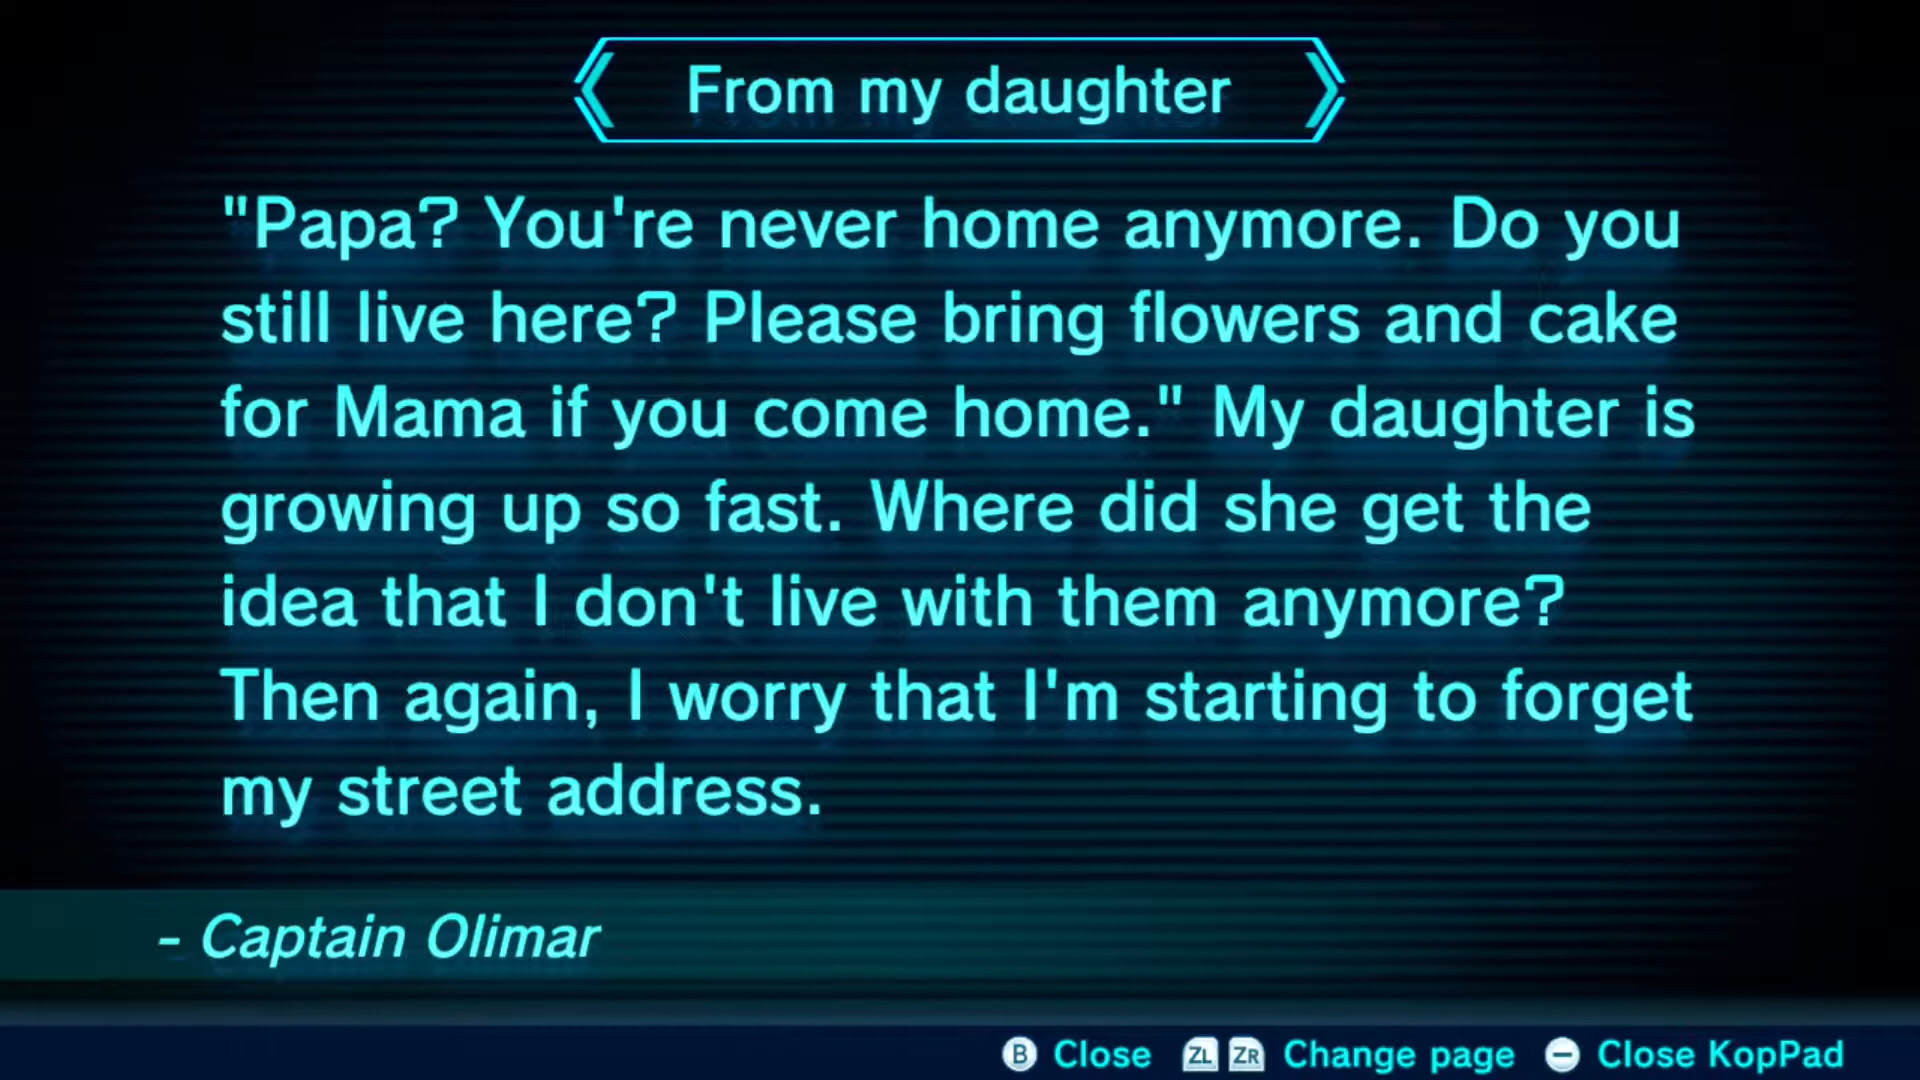 From my daughter
"Papa? You're never home anymore. Do you
still live here? Please bring flowers and cake
for Mama if you come home." My daughter is
growing up so fast. Where did she get the
idea that I don't live with them anymore?
Then again, I worry that I'm starting to forget
my street address.
- Captain Olimar
B Close ZL ZR Change page - Close KopPad